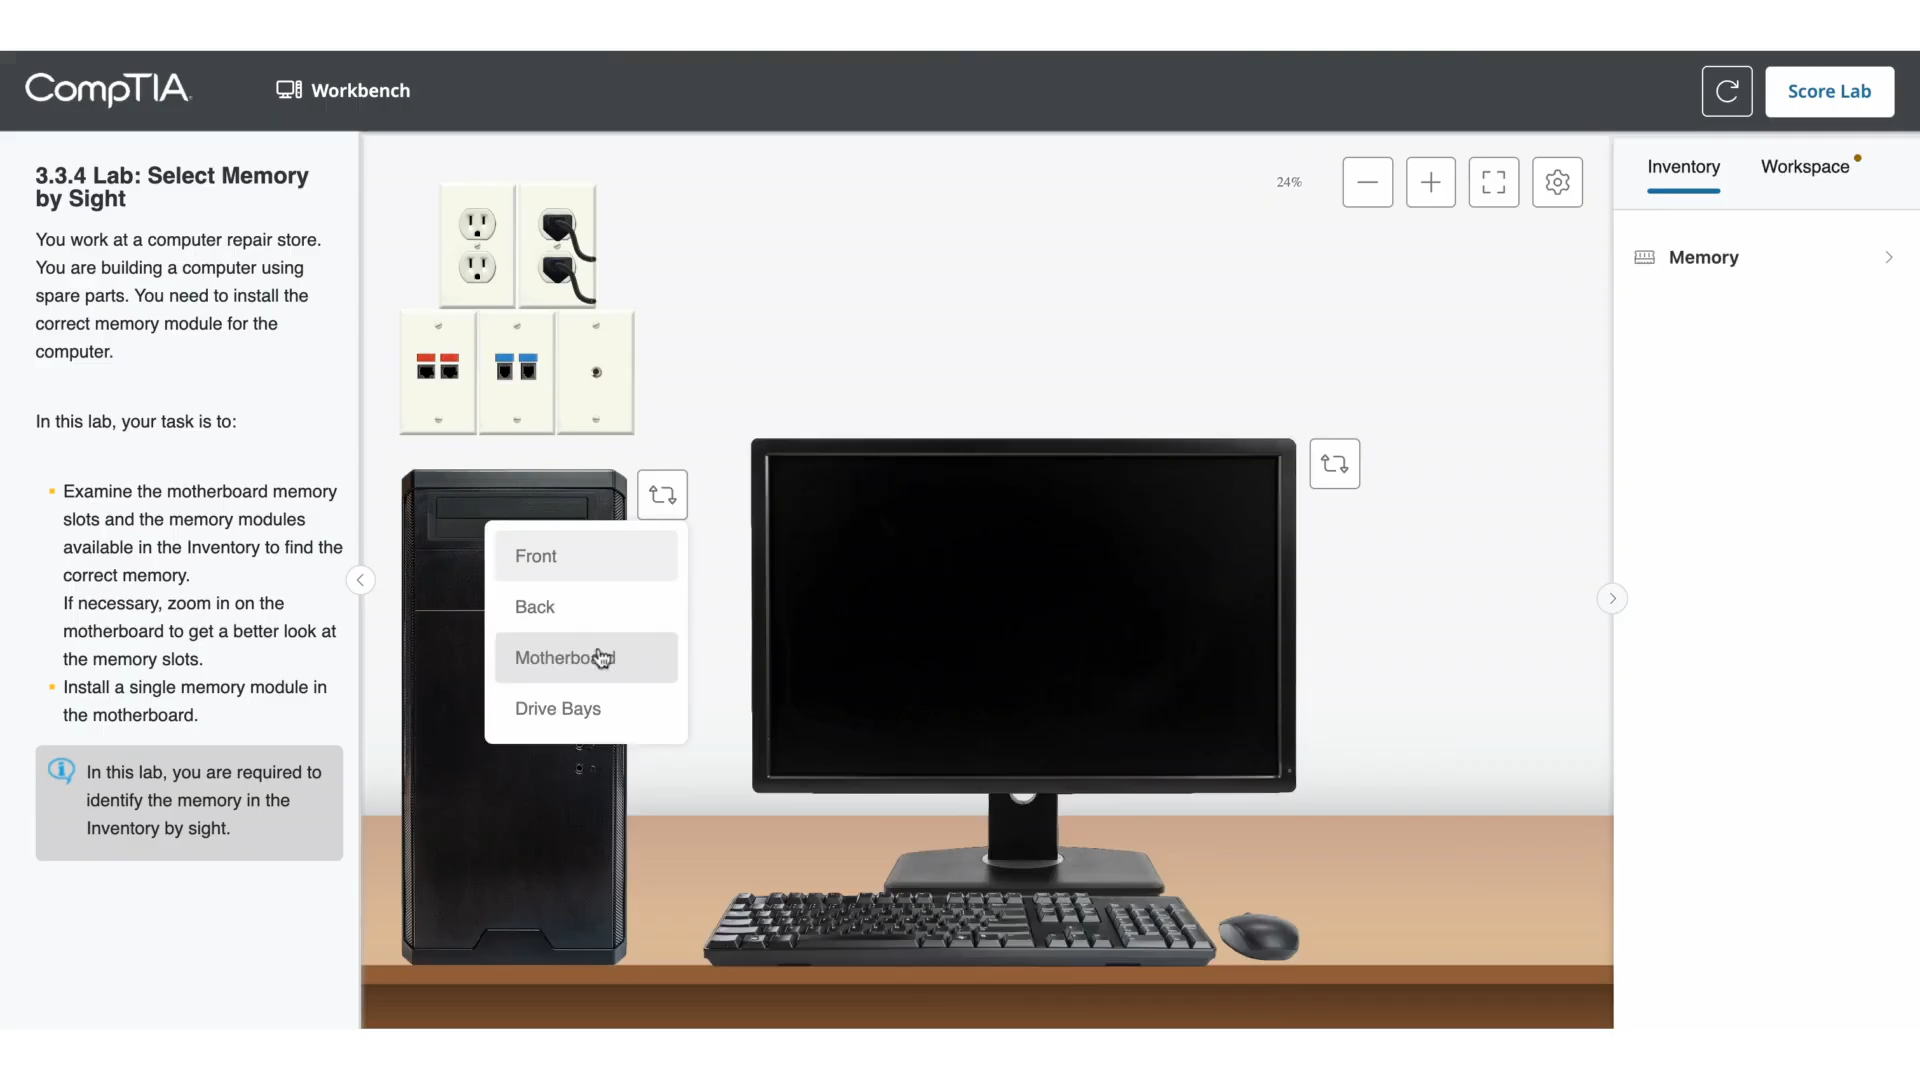 CompTIA
Workbench
Score Lab
3.3.4 Lab: Select Memory
by Sight
You work at a computer repair store.
You are building a computer using
spare parts. You need to install the
correct memory module for the
computer.
In this lab, your task is to:
Examine the motherboard memory
slots and the memory modules
available in the Inventory to find the
correct memory.
If necessary, zoom in on the
motherboard to get a better look at
the memory slots.
Install a single memory module in
the motherboard.
In this lab, you are required to
identify the memory in the
Inventory by sight.
24%
Front
Back
Motherboard
Drive Bays
Inventory
Workspace
Memory